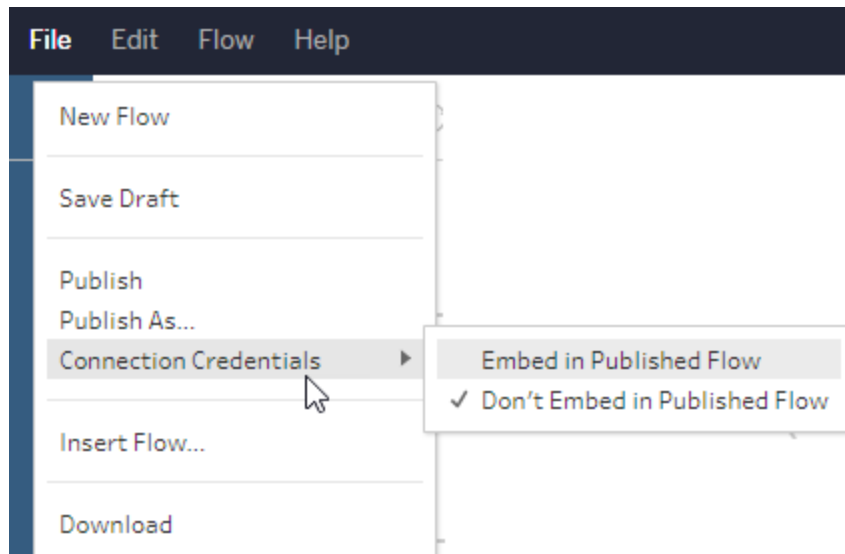 File Edit Flow Help
New Flow
Save Draft
Publish
Publish As...
Connection Credentials
Embed in Published Flow
Don't Embed in Published Flow
Insert Flow...
Download